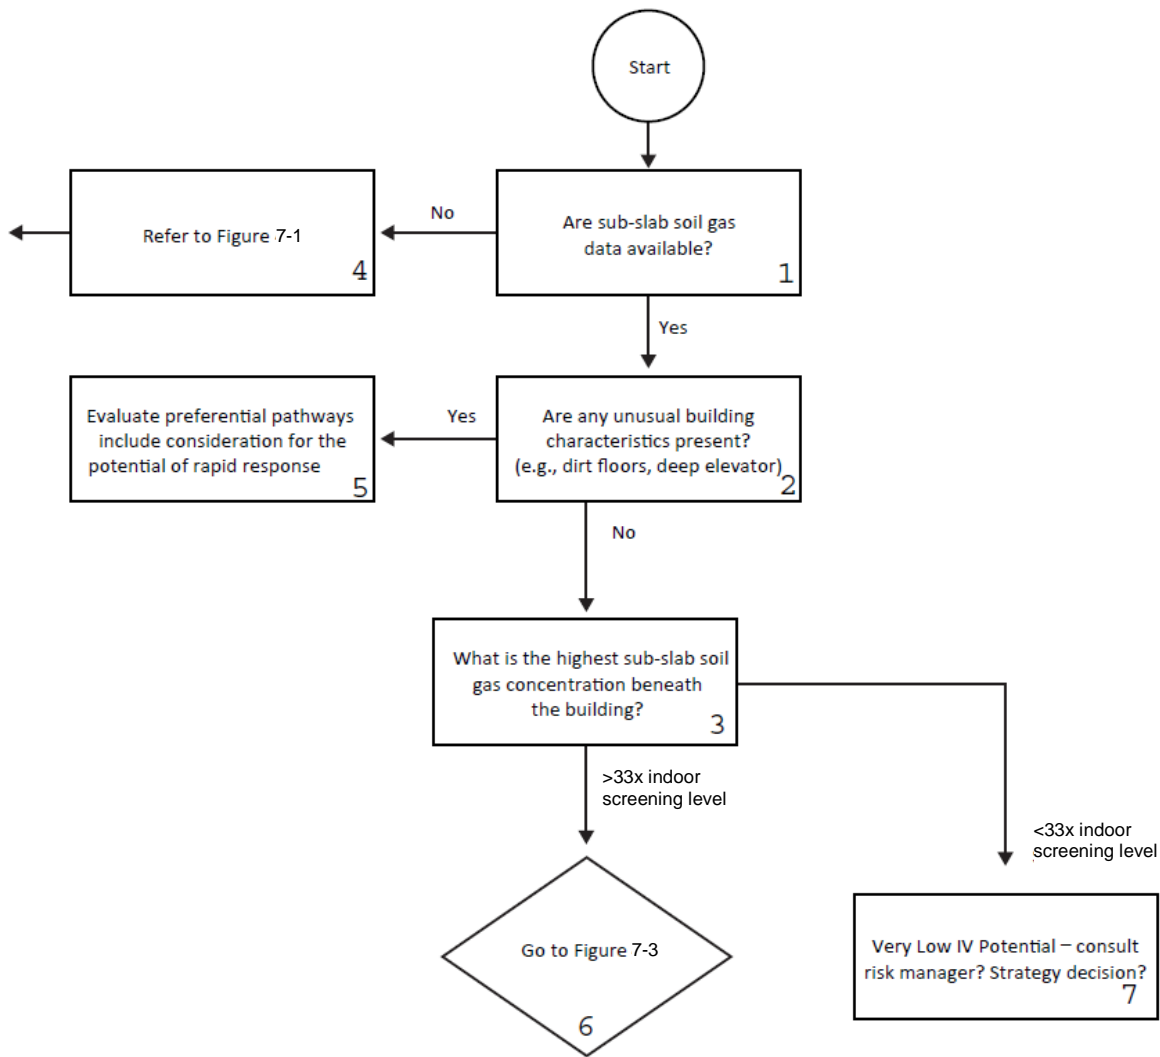 Start
Are sub-slab soil gas
data available?
1
No
Refer to Figure 7-1
4
Yes
Are any unusual building
characteristics present?
(e.g., dirt floors, deep elevator)
2
Yes
Evaluate preferential pathways
include consideration for the
potential of rapid response
5
No
What is the highest sub-slab soil
gas concentration beneath
the building?
3
>33x indoor
screening level
<33x indoor
screening level
Go to Figure 7-3
6
Very Low IV Potential – consult
risk manager? Strategy decision?
7